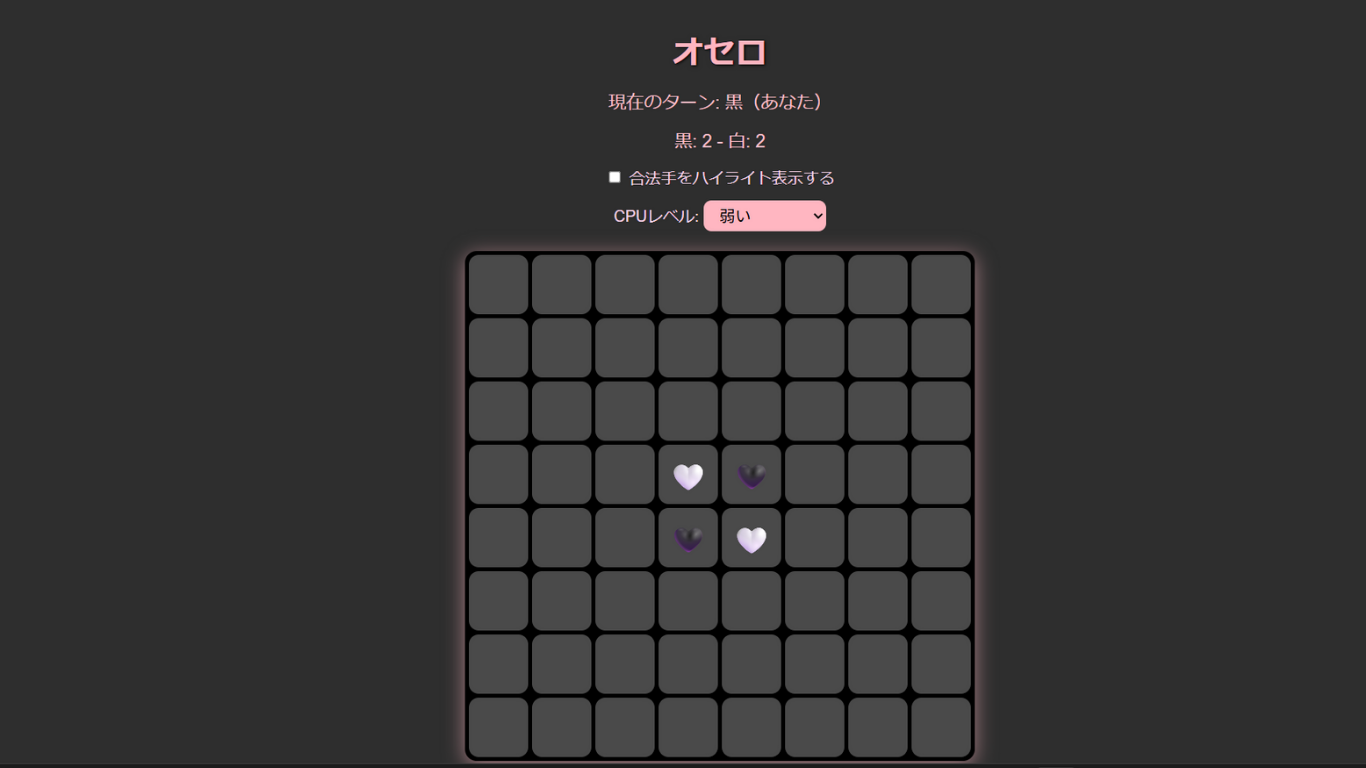 オセロ
現在のターン: 黒（あなた）
黒: 2 - 白: 2
合法手をハイライト表示する
CPUレベル: 弱い